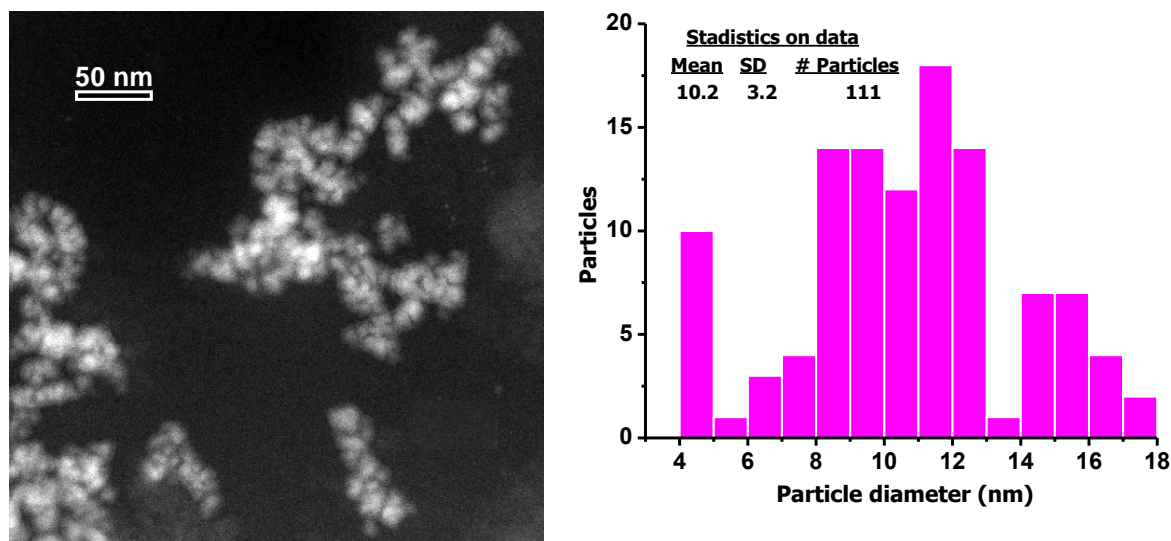 50 nm
Stadistics on data
Mean SD # Particles
10.2 3.2 111
20
15
10
5
0
Particles
4 6 8 10 12 14 16 18
Particle diameter (nm)